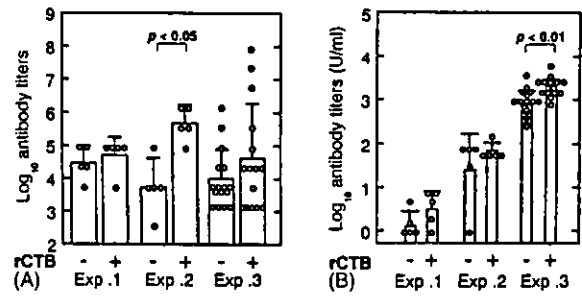 (A)
Log10 antibody titers
9
8
7
6
5
4
3
2
p < 0.05
rCTB - + - + - +
Exp .1 Exp .2 Exp .3
(B)
Log10 antibody titers (U/ml)
5
4
3
2
1
0
p < 0.01
rCTB - + - + - +
Exp .1 Exp .2 Exp .3